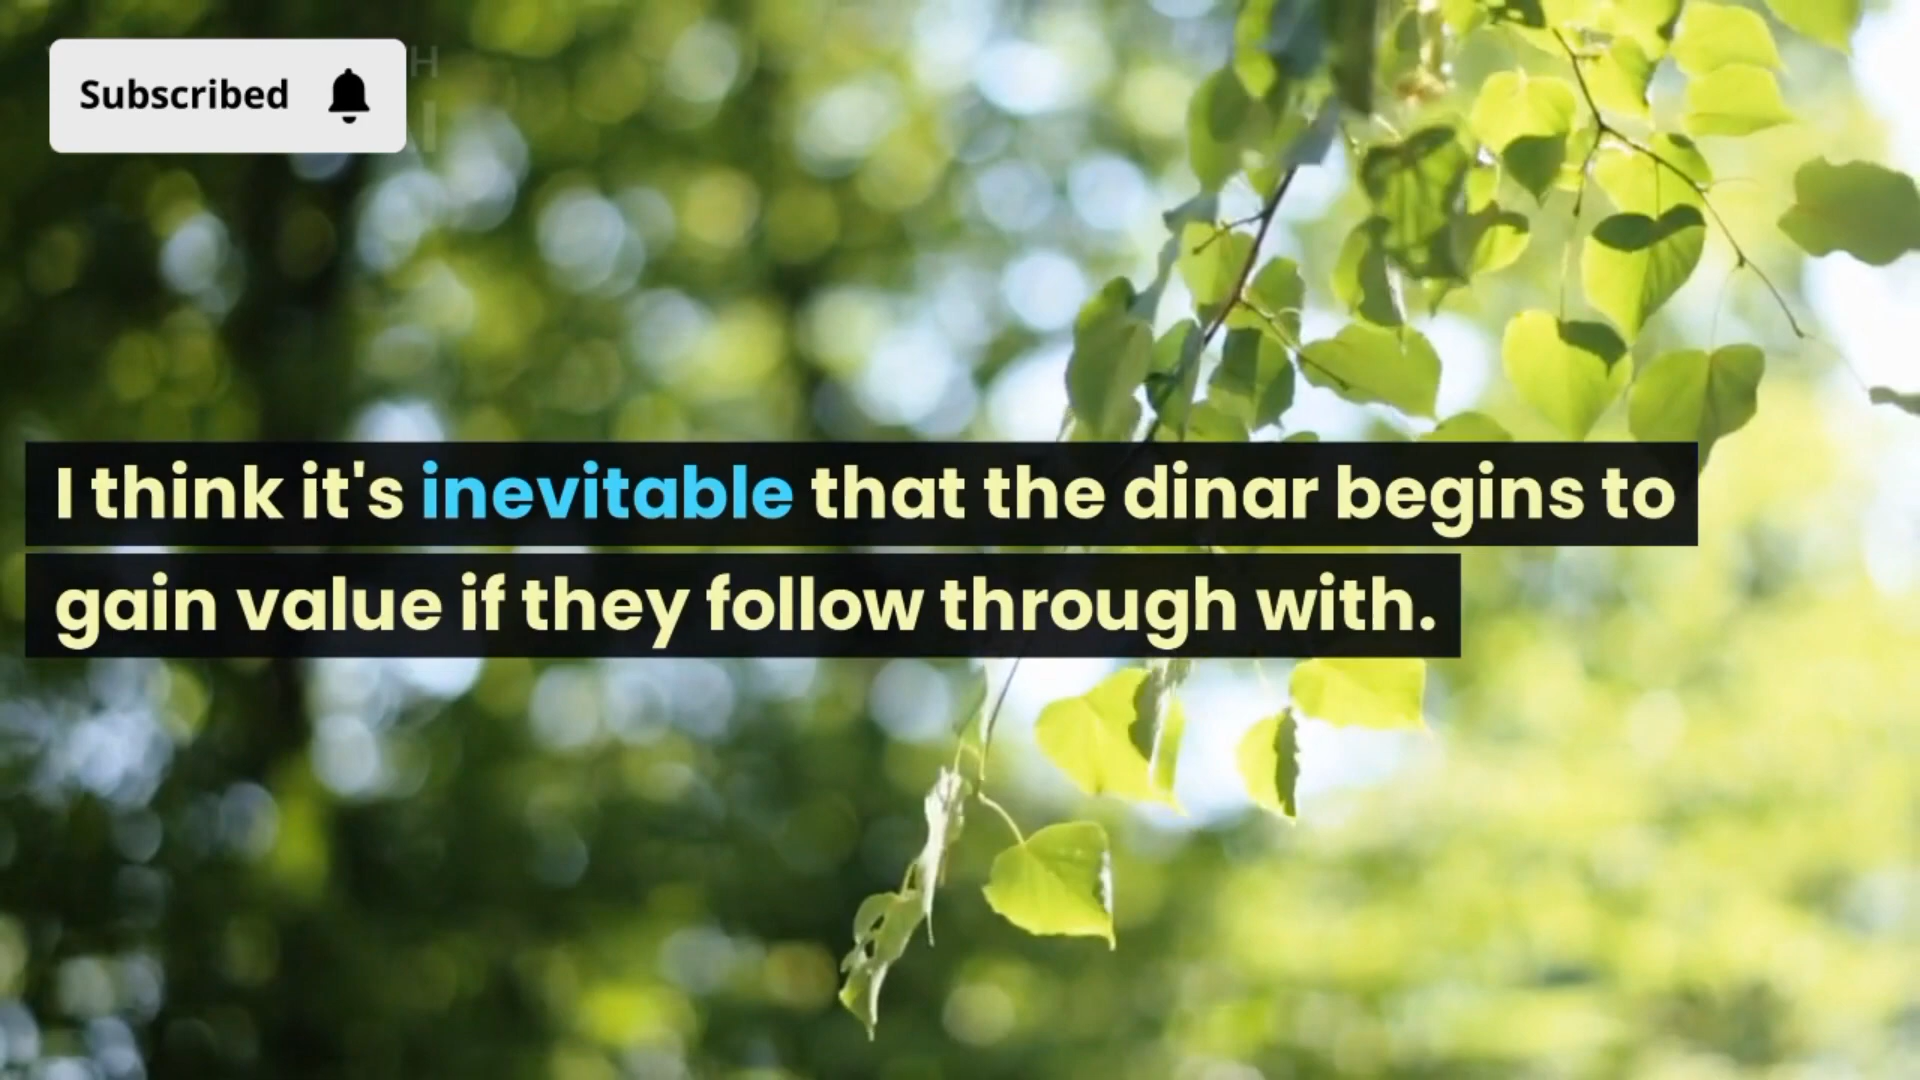 Subscribed
I think it's inevitable that the dinar begins to
gain value if they follow through with.